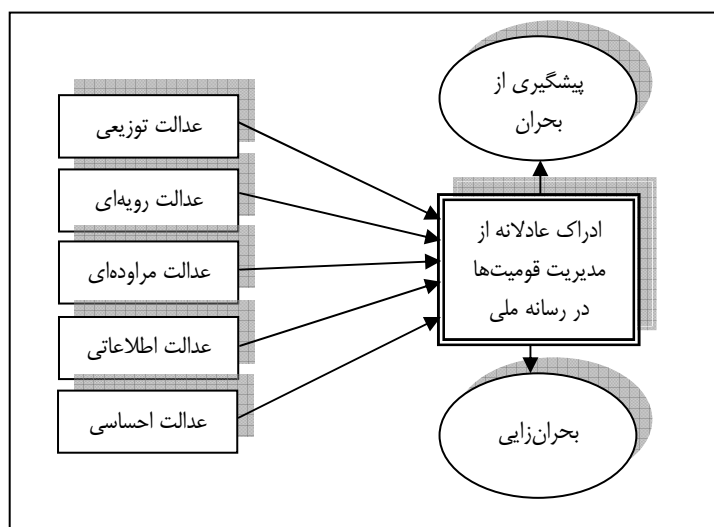 پیشگیری از
بحران
عدالت توزیعی
عدالت رویه‌ای
عدالت مراوده‌ای
عدالت اطلاعاتی
عدالت احساسی
ادراک عادلانه از
مدیریت قومیت‌ها
در رسانه ملی
بحران‌زایی